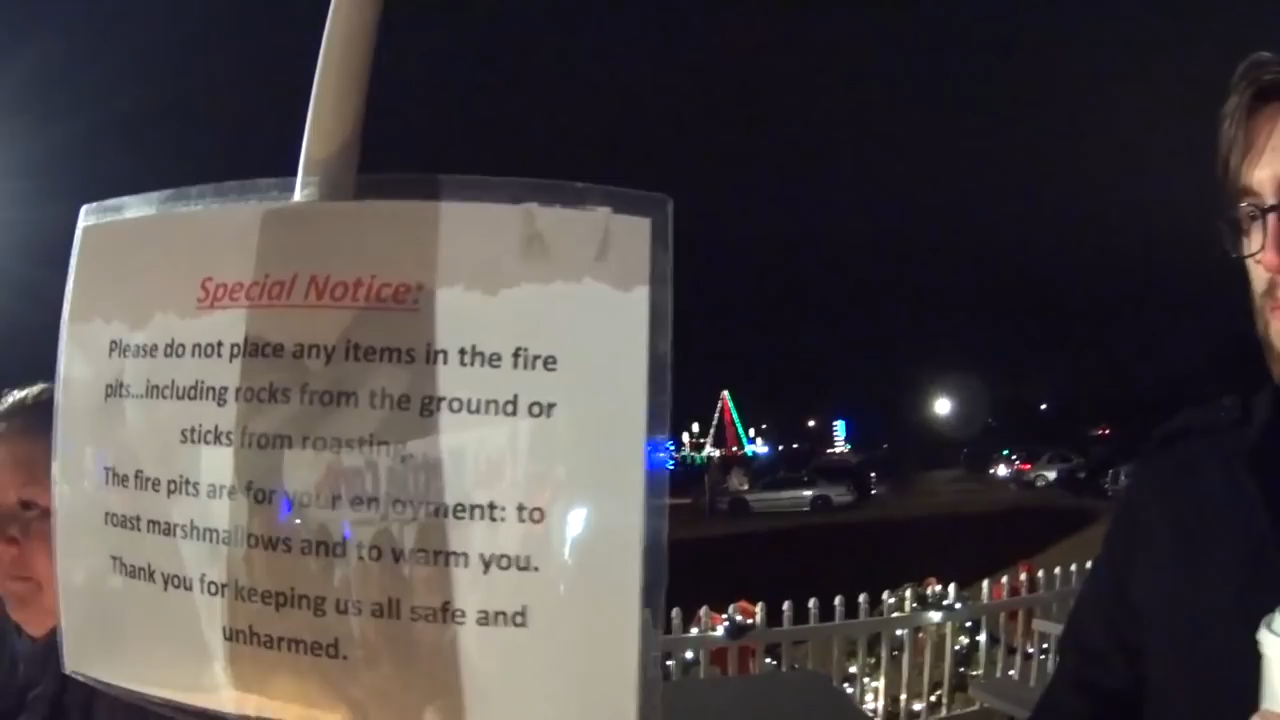 Special Notice:
Please do not place any items in the fire
pits...including rocks from the ground or
sticks from roasting.
The fire pits are for your enjoyment: to
roast marshmallows and to warm you.
Thank you for keeping us all safe and
unharmed.